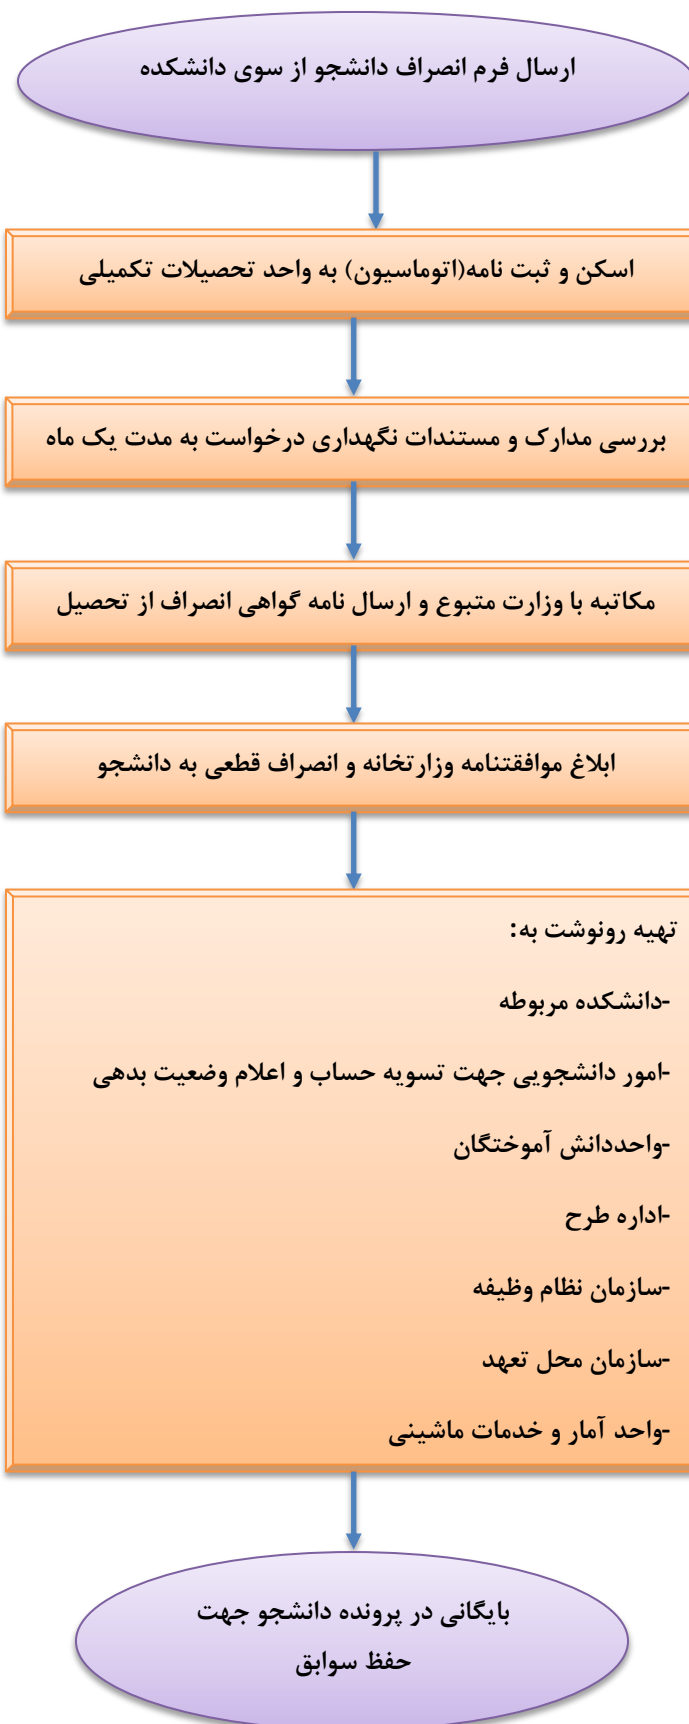 ارسال فرم انصراف دانشجو از سوی دانشکده
اسکن و ثبت نامه(اتوماسیون) به واحد تحصیلات تکمیلی
بررسی مدارک و مستندات نگهداری درخواست به مدت یک ماه
مکاتبه با وزارت متبوع و ارسال نامه گواهی انصراف از تحصیل
ابلاغ موافقتنامه وزارتخانه و انصراف قطعی به دانشجو
تهیه رونوشت به:
-دانشکده مربوطه
-امور دانشجویی جهت تسویه حساب و اعلام وضعیت بدهی
-واحددانش آموختگان
-اداره طرح
-سازمان نظام وظیفه
-سازمان محل تعهد
-واحد آمار و خدمات ماشینی
بایگانی در پرونده دانشجو جهت
حفظ سوابق